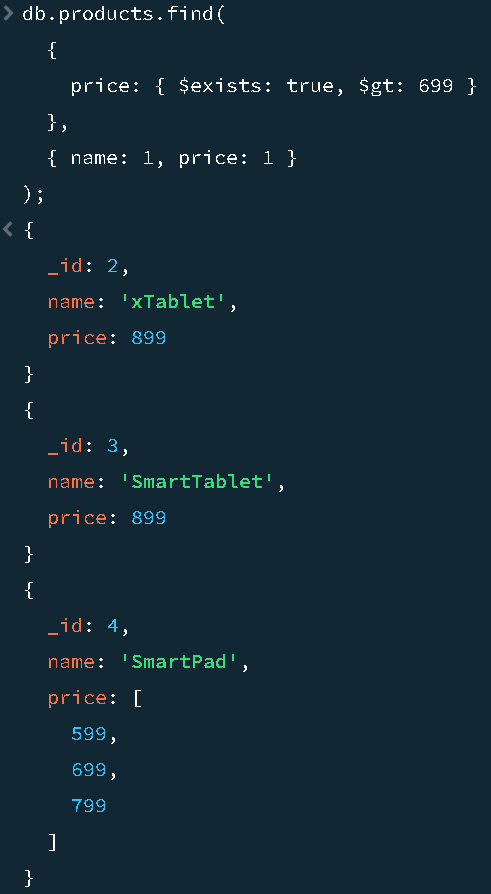 > db.products.find(
{
price: { $exists: true, $gt: 699 }
},
{ name: 1, price: 1 }
);
< {
_id: 2,
name: 'xTablet',
price: 899
}
{
_id: 3,
name: 'SmartTablet',
price: 899
}
{
_id: 4,
name: 'SmartPad',
price: [
599,
699,
799
]
}